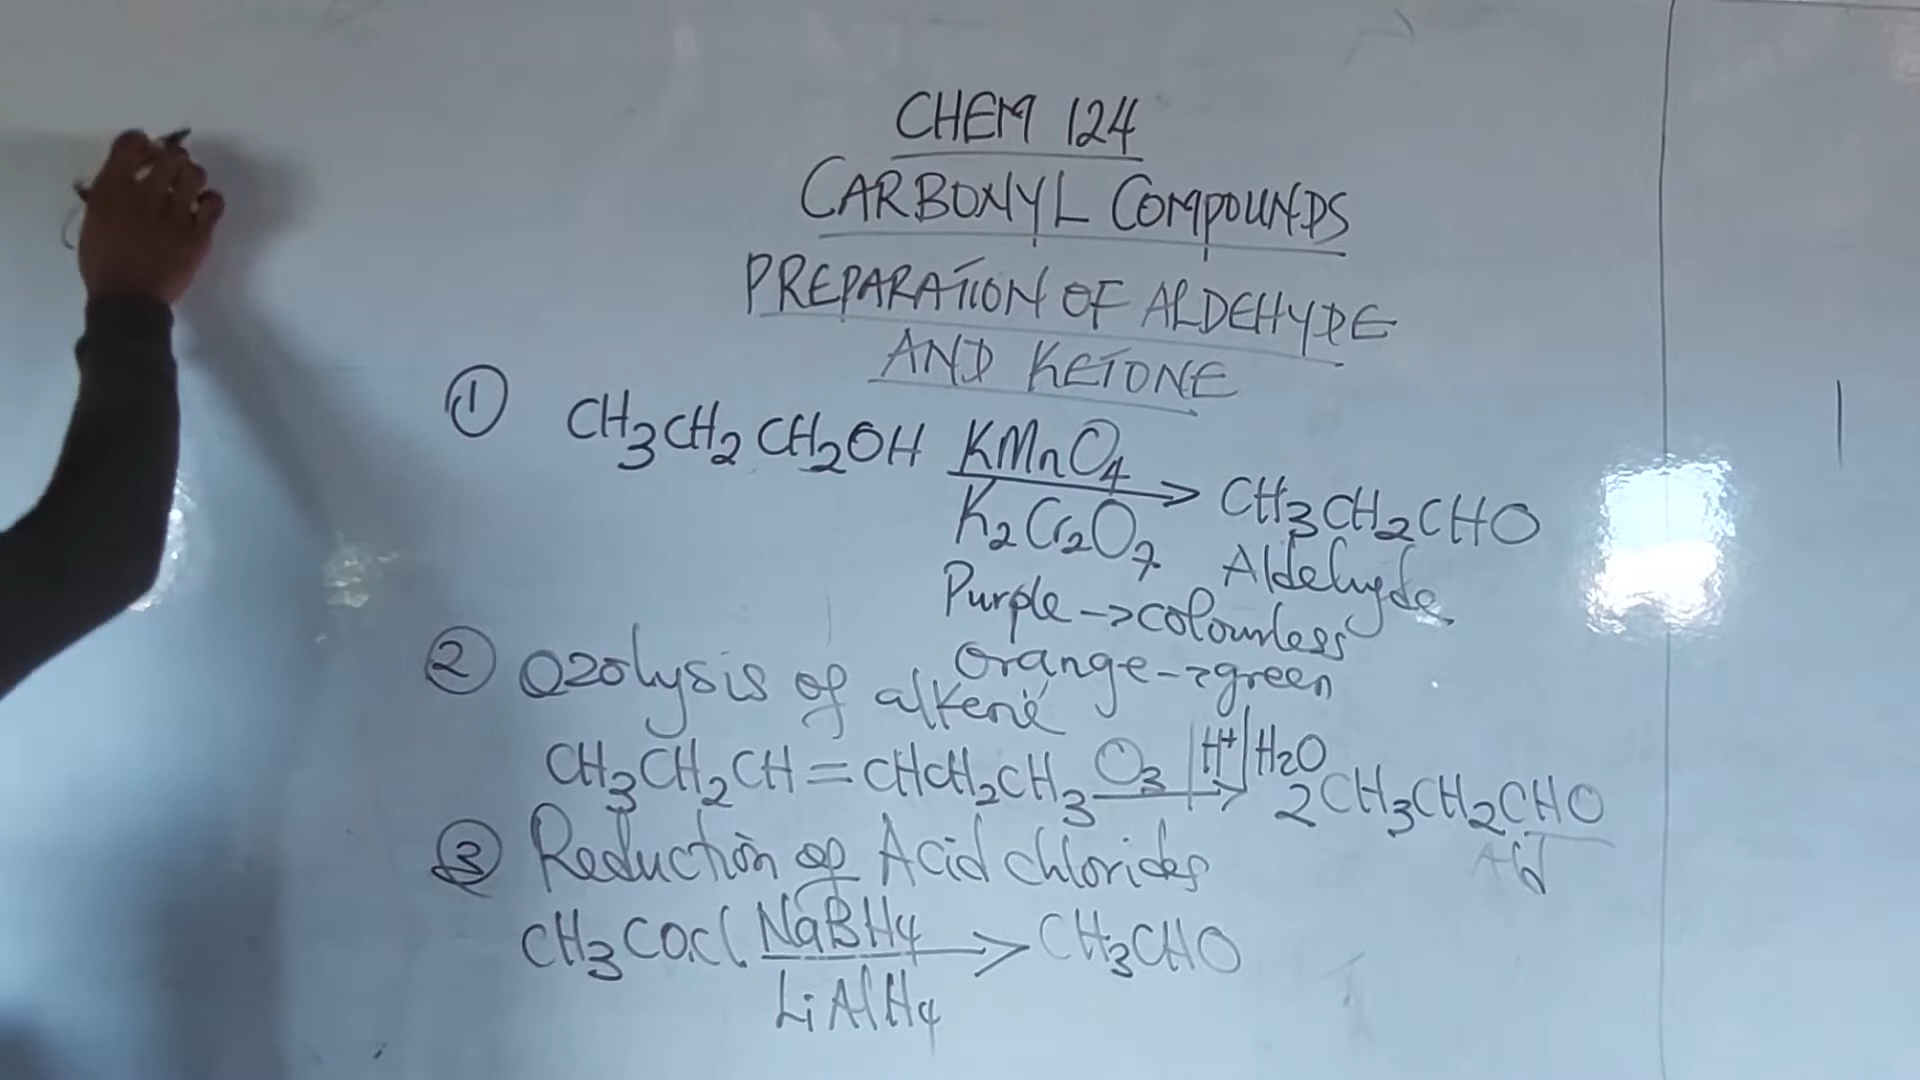 CHEM 124
CARBONYL COMPOUNDS
PREPARATION OF ALDEHYDE
AND KETONE
① CH3CH2CH2OH KMnO4 → CH3CH2CHO
K2Cr2O7 Aldehyde
Purple → colourless
orange → green
② Ozolysis of alkene
CH3CH2CH = CHCH2CH3 O3 | H+ | H2O → 2CH3CH2CHO
Ald
③ Reduction of Acid chlorides
CH3COCl NaBH4 → CH3CHO
LiAlH4